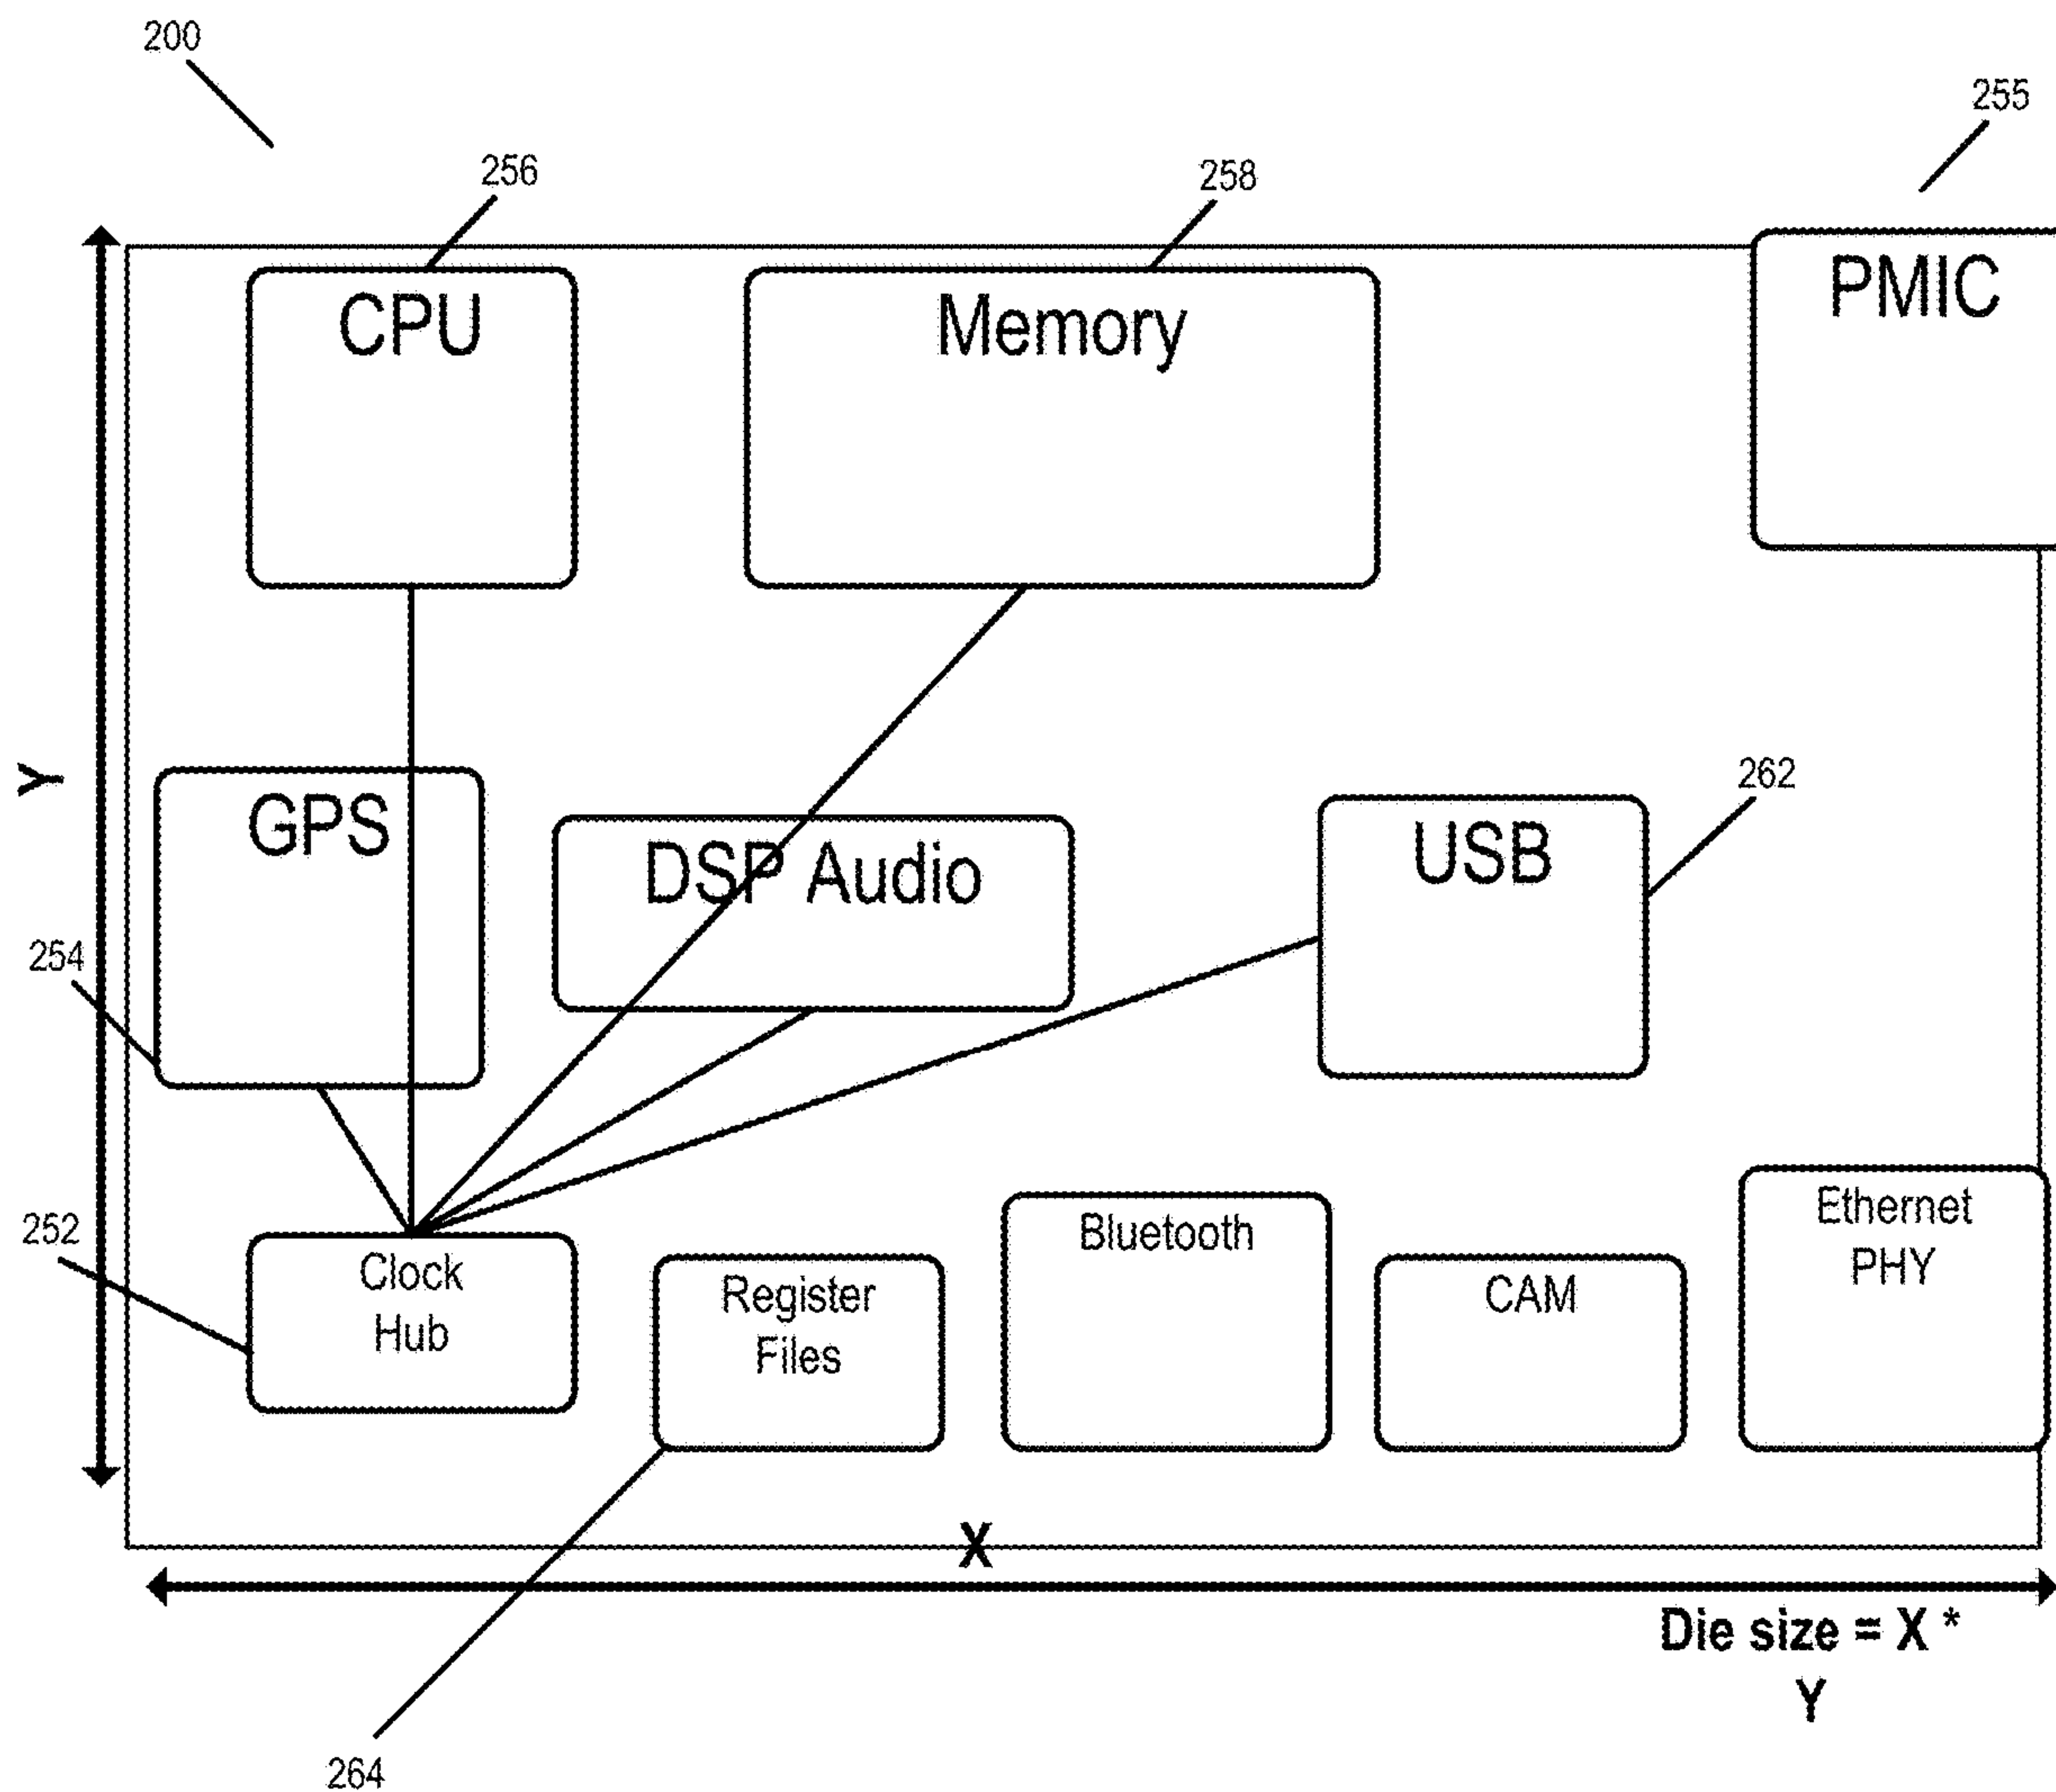 200
255
256
258
CPU
Memory
PMIC
Y
GPS
DSP Audio
USB
262
254
252
Clock
Hub
Register
Files
Bluetooth
CAM
Ethernet
PHY
X
Die size = X *
Y
264